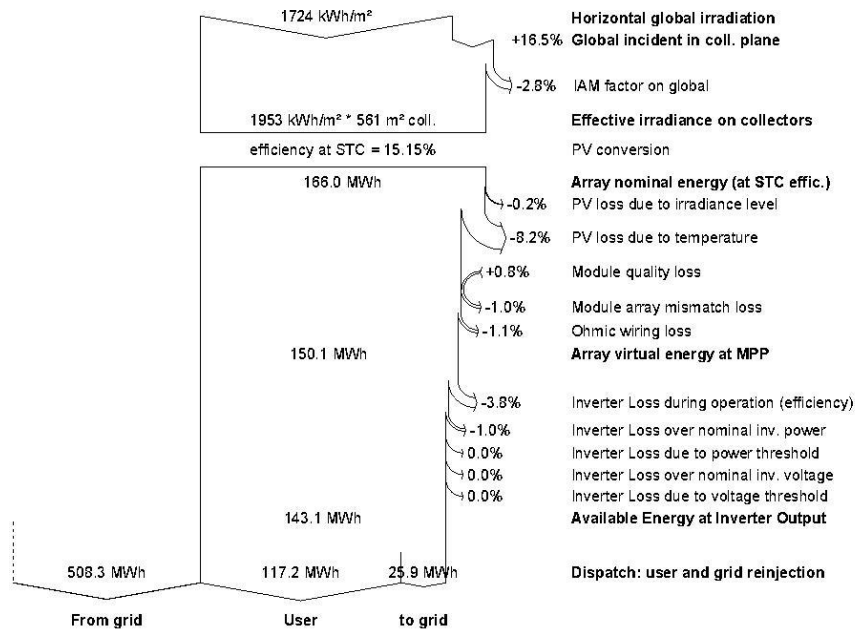 1724 kWh/m² Horizontal global irradiation
+16.5% Global incident in coll. plane
-2.8% IAM factor on global
1953 kWh/m² * 561 m² coll. Effective irradiance on collectors
efficiency at STC = 15.15% PV conversion
166.0 MWh Array nominal energy (at STC effic.)
-0.2% PV loss due to irradiance level
-8.2% PV loss due to temperature
+0.8% Module quality loss
-1.0% Module array mismatch loss
-1.1% Ohmic wiring loss
150.1 MWh Array virtual energy at MPP
-3.8% Inverter Loss during operation (efficiency)
-1.0% Inverter Loss over nominal inv. power
0.0% Inverter Loss due to power threshold
0.0% Inverter Loss over nominal inv. voltage
0.0% Inverter Loss due to voltage threshold
143.1 MWh Available Energy at Inverter Output
508.3 MWh 117.2 MWh 25.9 MWh Dispatch: user and grid reinjection
From grid User to grid